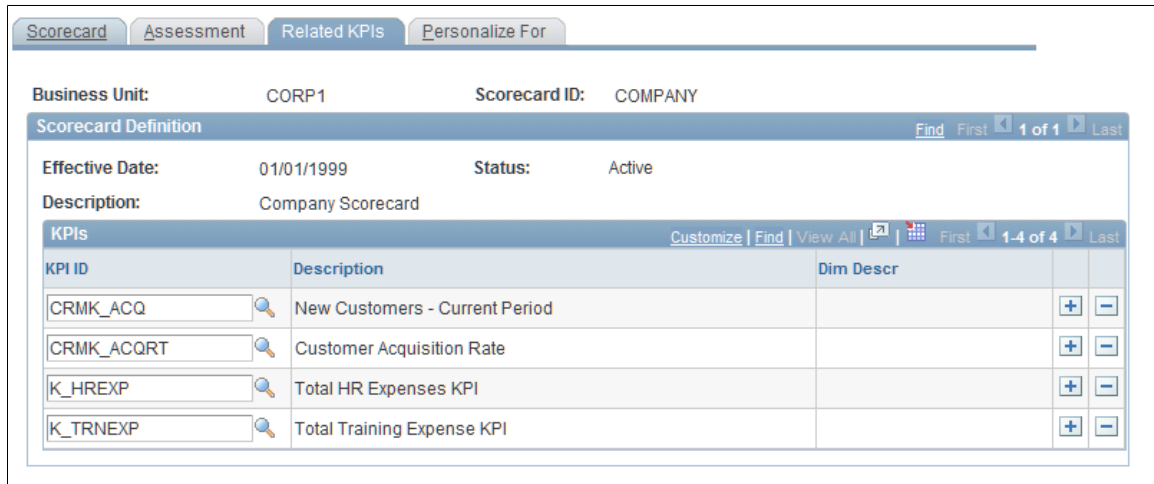 Scorecard Assessment Related KPIs Personalize For
Business Unit: CORP1 Scorecard ID: COMPANY
Scorecard Definition Find First 1 of 1 Last
Effective Date: 01/01/1999 Status: Active
Description: Company Scorecard
KPIs Customize | Find | View All | | First 1-4 of 4 Last
KPI ID Description Dim Descr
CRMK_ACQ New Customers - Current Period
CRMK_ACQRT Customer Acquisition Rate
K_HREXP Total HR Expenses KPI
K_TRNEXP Total Training Expense KPI